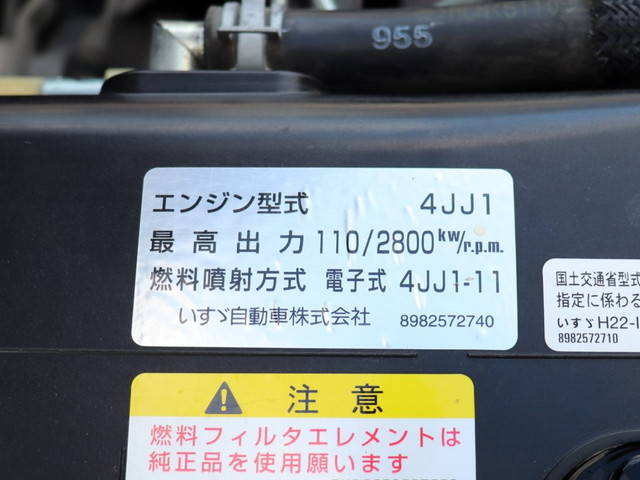 955
エンジン型式 4JJ1
最高出力 110/2800kW/r.p.m.
燃料噴射方式 電子式 4JJ1-11
いすゞ自動車株式会社 8982572740
国土交通省型式
指定に係わる
いすゞH22-
8982572710
注意
燃料フィルタエレメントは
純正品を使用願います